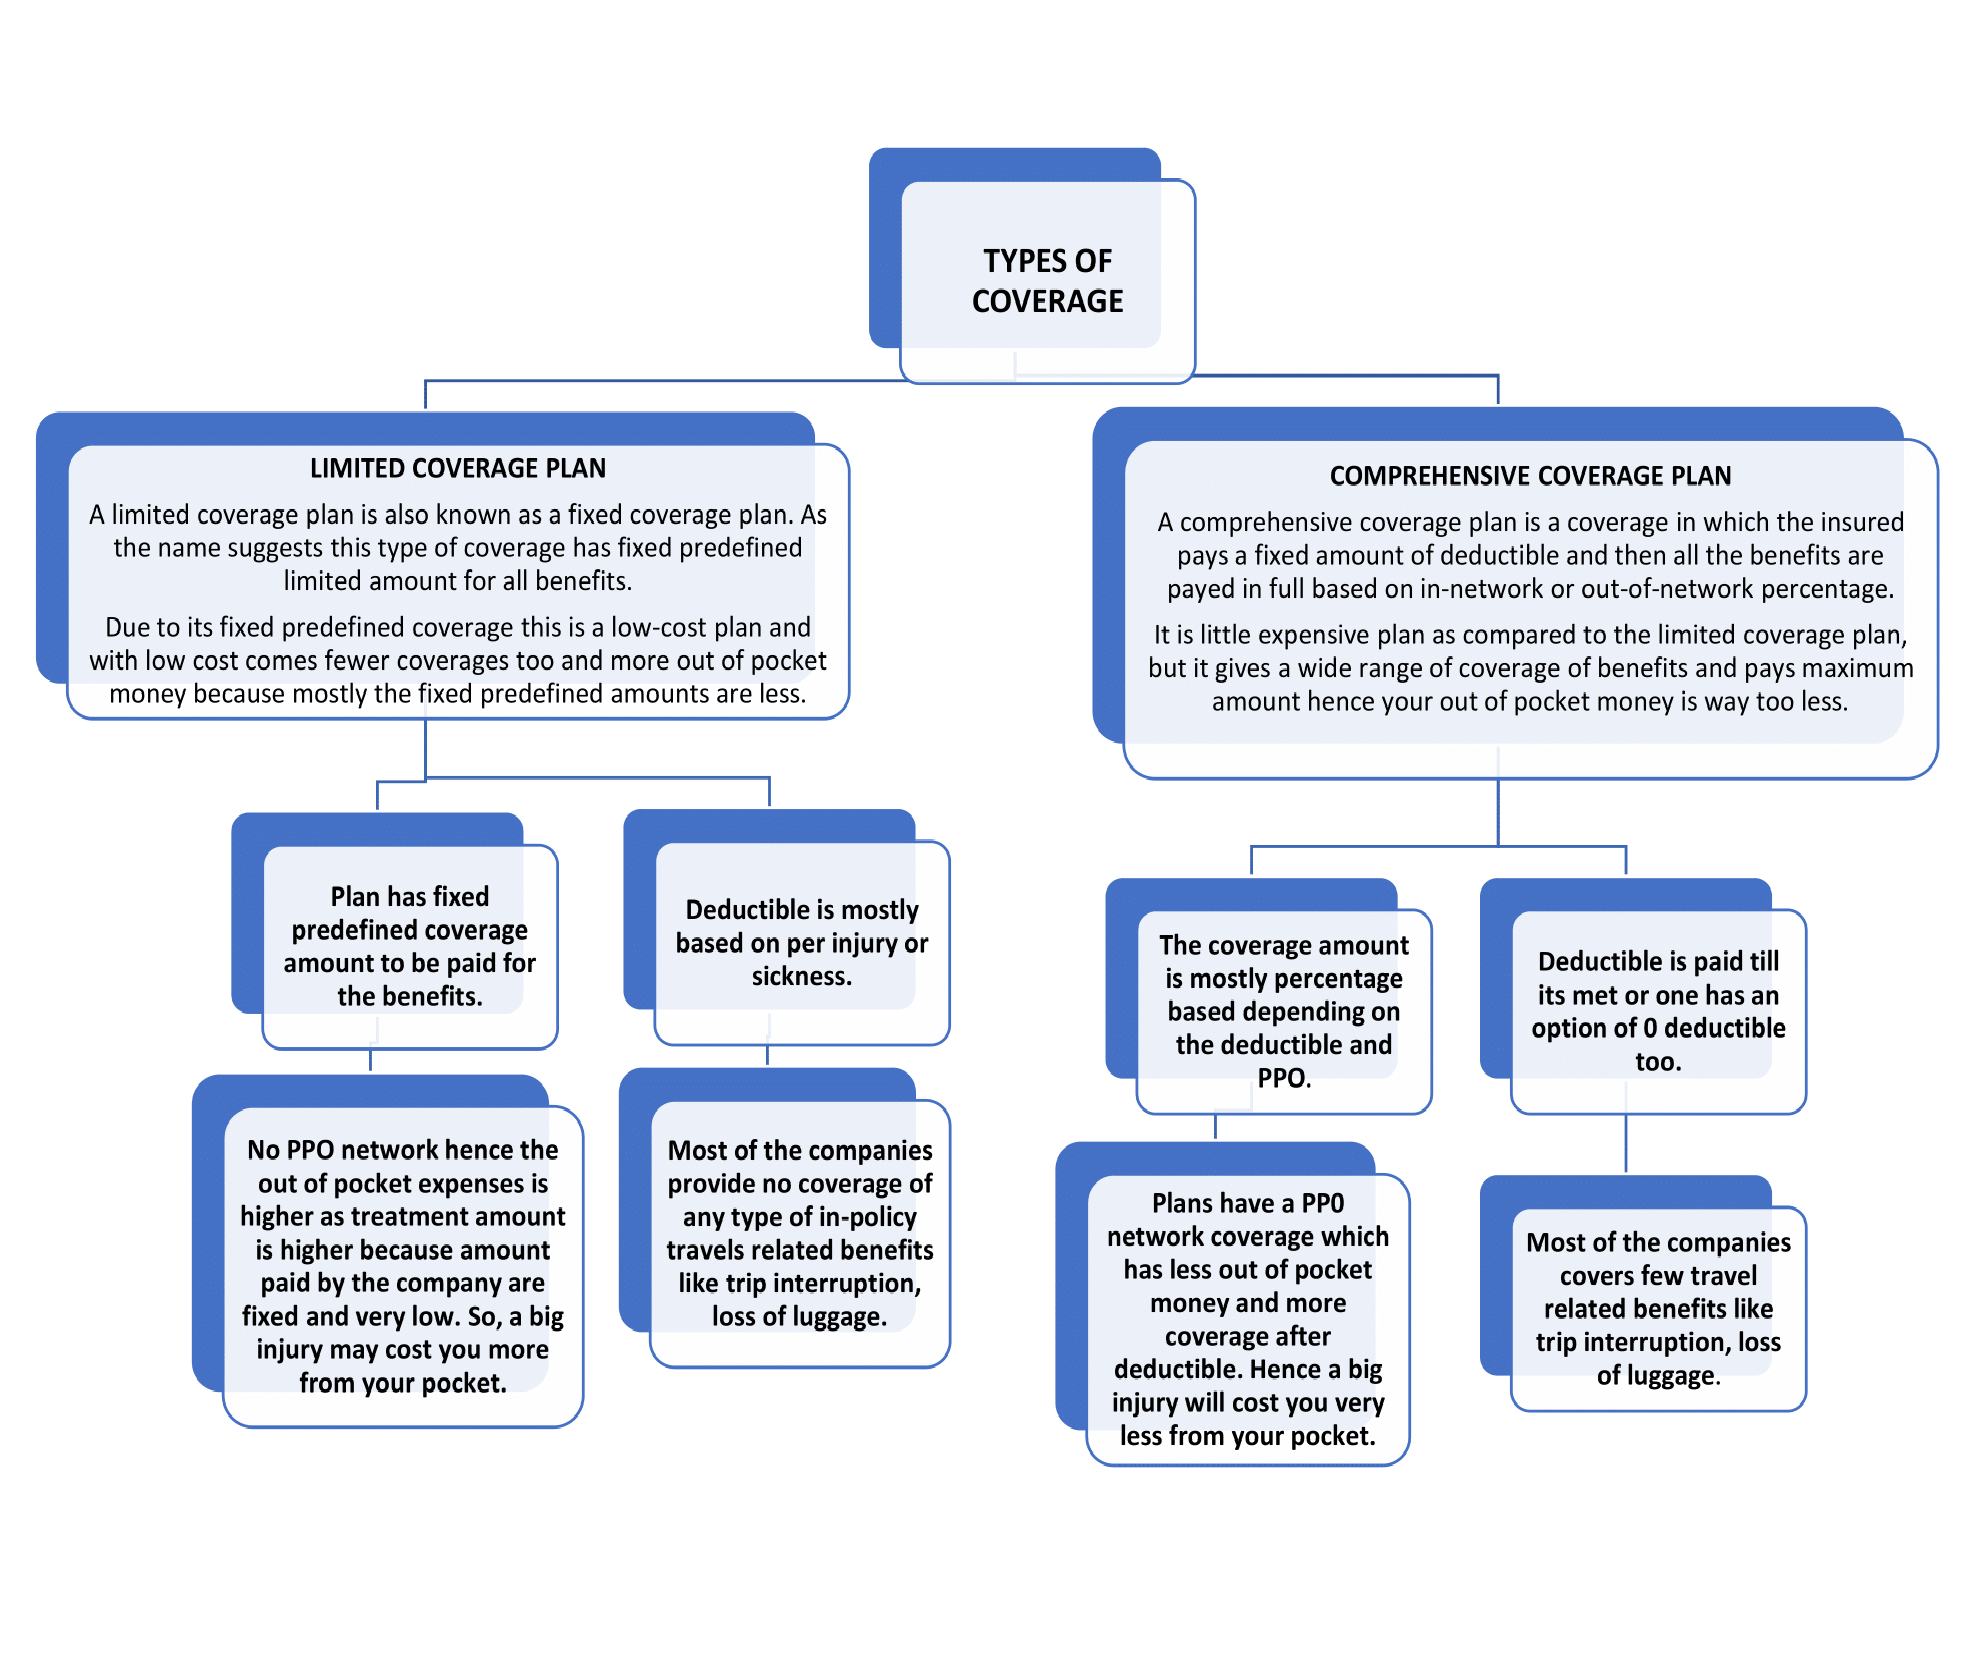 TYPES OF
COVERAGE
LIMITED COVERAGE PLAN
A limited coverage plan is also known as a fixed coverage plan. As
the name suggests this type of coverage has fixed predefined
limited amount for all benefits.
Due to its fixed predefined coverage this is a low-cost plan and
with low cost comes fewer coverages too and more out of pocket
money because mostly the fixed predefined amounts are less.
COMPREHENSIVE COVERAGE PLAN
A comprehensive coverage plan is a coverage in which the insured
pays a fixed amount of deductible and then all the benefits are
payed in full based on in-network or out-of-network percentage.
It is little expensive plan as compared to the limited coverage plan,
but it gives a wide range of coverage of benefits and pays maximum
amount hence your out of pocket money is way too less.
Plan has fixed
predefined coverage
amount to be paid for
the benefits.
Deductible is mostly
based on per injury or
sickness.
The coverage amount
is mostly percentage
based depending on
the deductible and
PPO.
Deductible is paid till
its met or one has an
option of 0 deductible
too.
No PPO network hence the
out of pocket expenses is
higher as treatment amount
is higher because amount
paid by the company are
fixed and very low. So, a big
injury may cost you more
from your pocket.
Most of the companies
provide no coverage of
any type of in-policy
travels related benefits
like trip interruption,
loss of luggage.
Plans have a PP0
network coverage which
has less out of pocket
money and more
coverage after
deductible. Hence a big
injury will cost you very
less from your pocket.
Most of the companies
covers few travel
related benefits like
trip interruption, loss
of luggage.